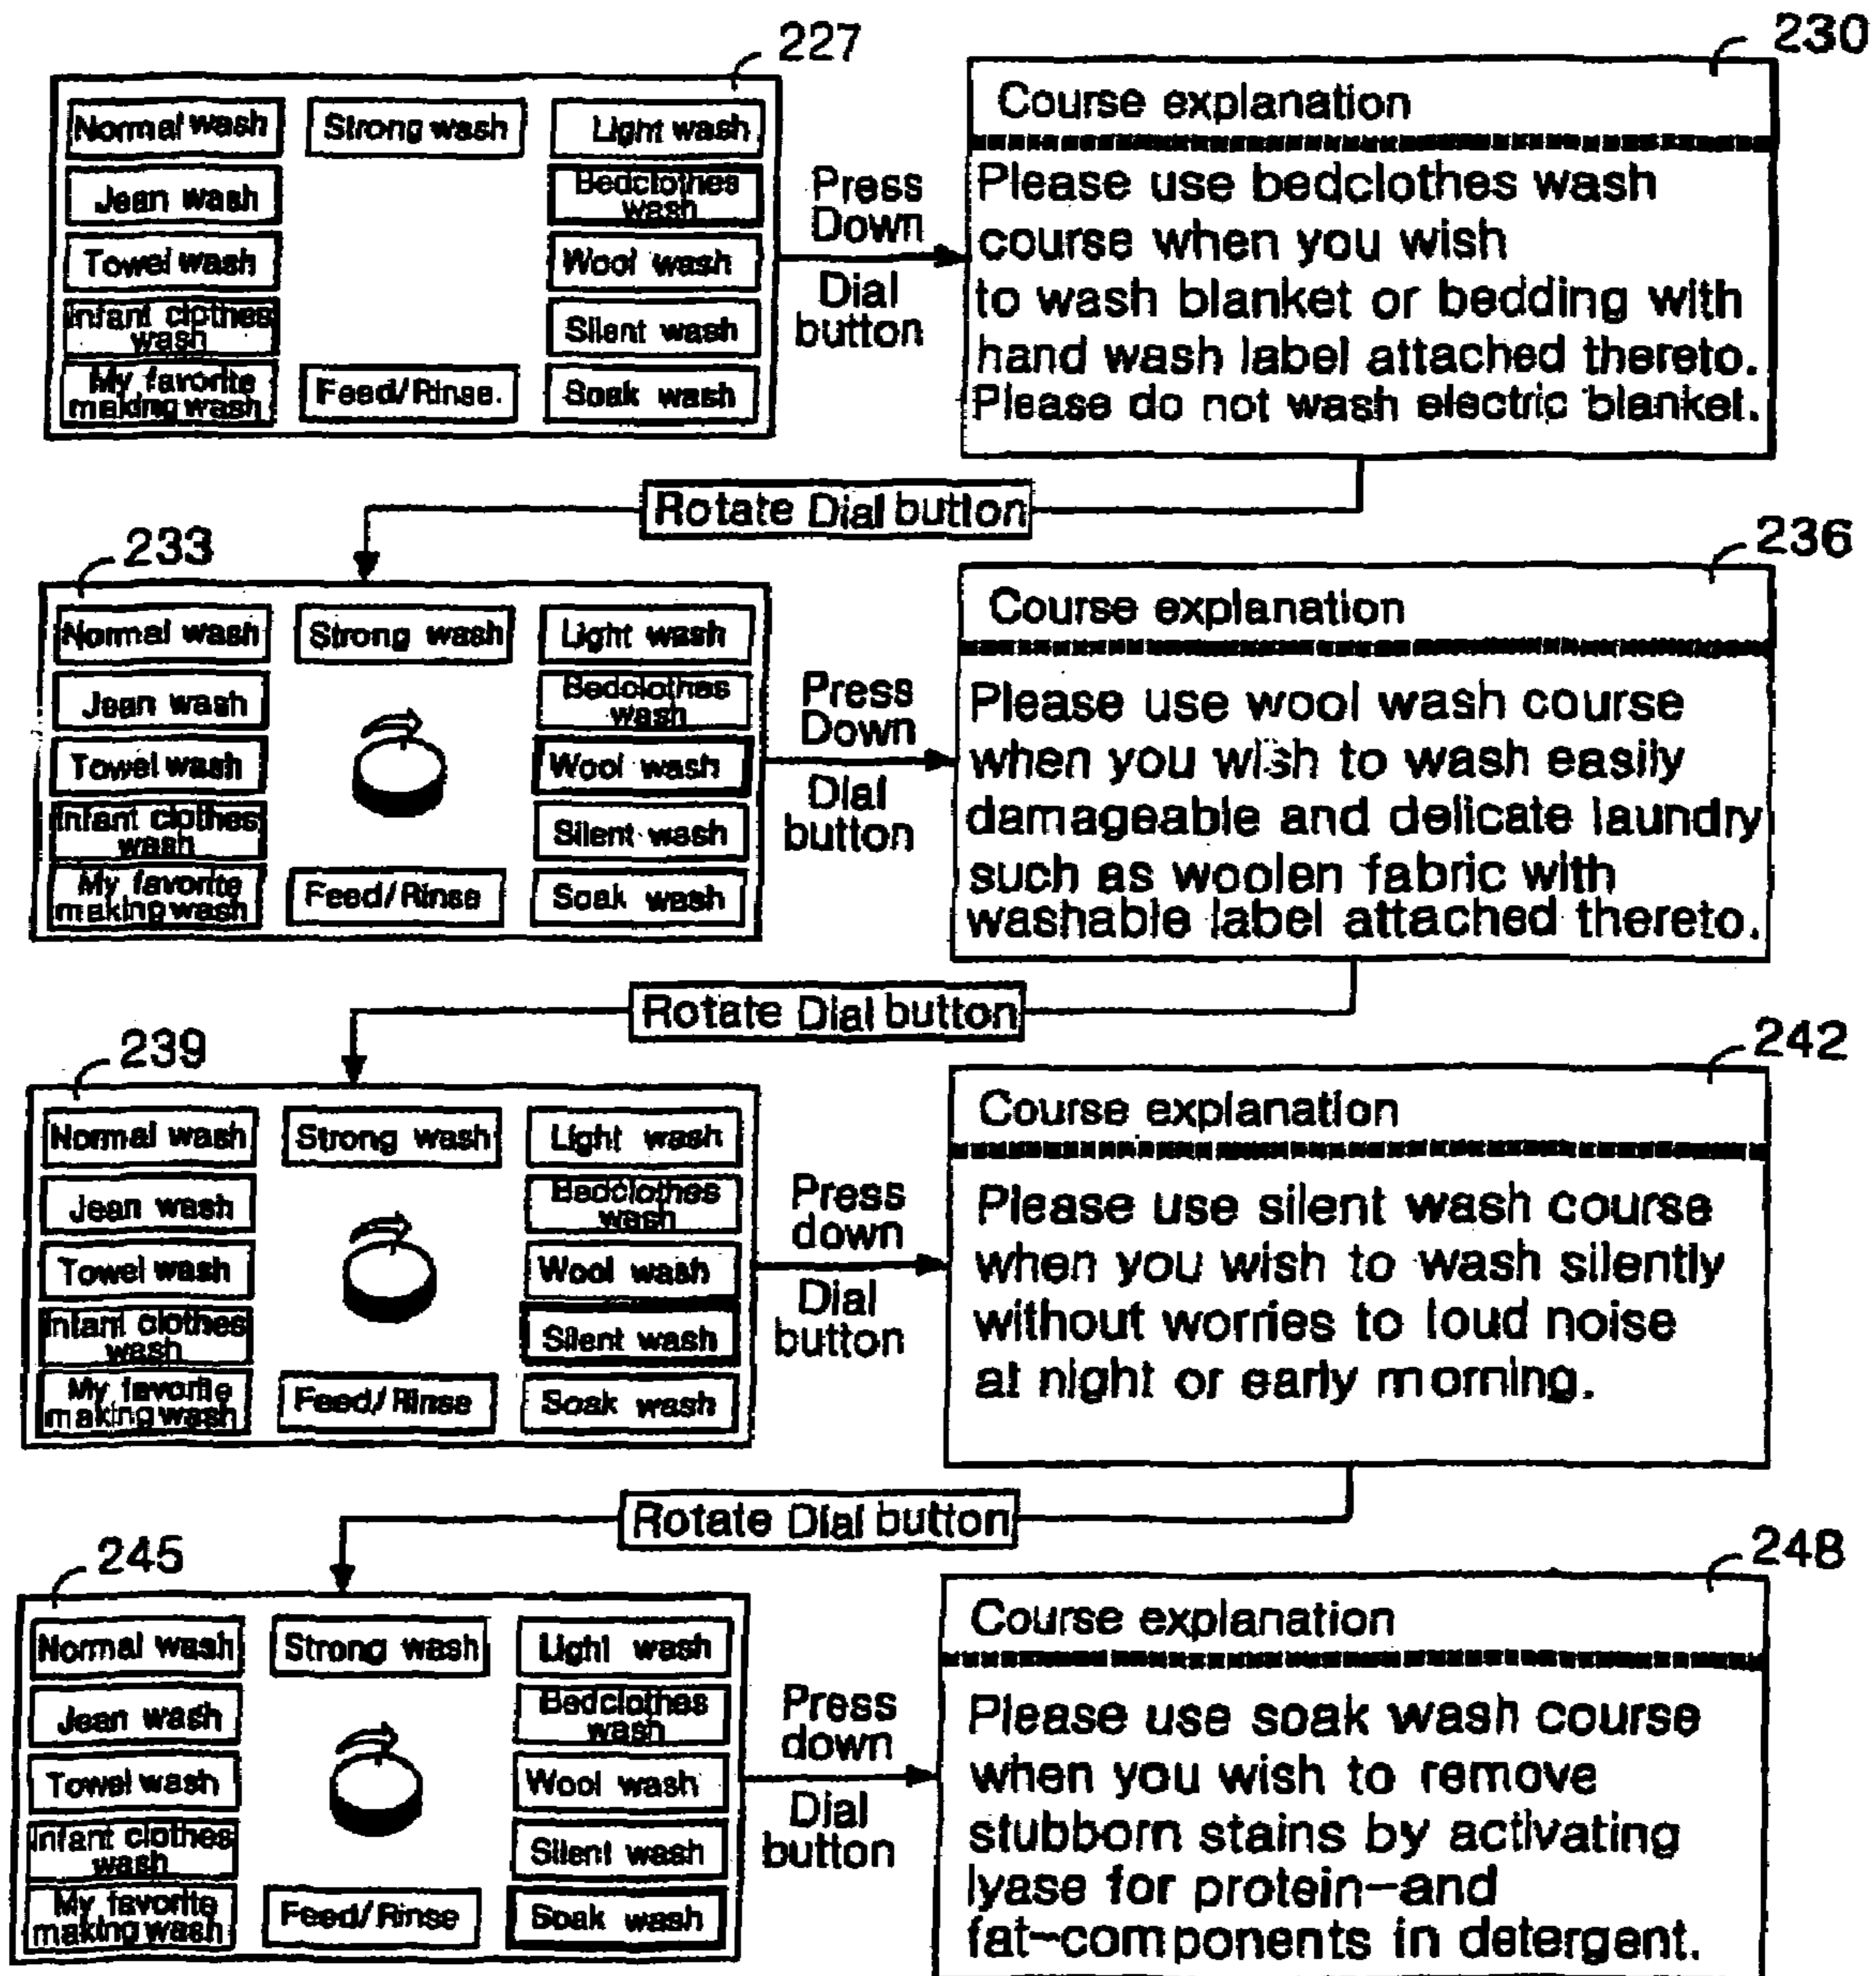 227
Normal wash
Strong wash
Light wash
Jean wash
Bedclothes
wash
Towel wash
Wool wash
Infant clothes
wash
Silent wash
My favorite
making wash
Feed/Rinse.
Soak wash
Press
Down
Dial
button
230
Course explanation
Please use bedclothes wash
course when you wish
to wash blanket or bedding with
hand wash label attached thereto.
Please do not wash electric blanket.
Rotate Dial button
233
Normal wash
Strong wash
Light wash
Jean wash
Bedclothes
wash
Towel wash
Wool wash
Infant clothes
wash
Silent wash
My favorite
making wash
Feed/Rinse
Soak wash
Press
Down
Dial
button
236
Course explanation
Please use wool wash course
when you wish to wash easily
damageable and delicate laundry
such as woolen fabric with
washable label attached thereto.
Rotate Dial button
239
Normal wash
Strong wash
Light wash
Jean wash
Bedclothes
wash
Towel wash
Wool wash
Infant clothes
wash
Silent wash
My favorite
making wash
Feed/Rinse
Soak wash
Press
down
Dial
button
242
Course explanation
Please use silent wash course
when you wish to wash silently
without worries to loud noise
at night or early morning.
Rotate Dial button
245
Normal wash
Strong wash
Light wash
Jean wash
Bedclothes
wash
Towel wash
Wool wash
Infant clothes
wash
Silent wash
My favorite
making wash
Feed/Rinse
Soak wash
Press
down
Dial
button
248
Course explanation
Please use soak wash course
when you wish to remove
stubborn stains by activating
lyase for protein-and
fat-components in detergent.